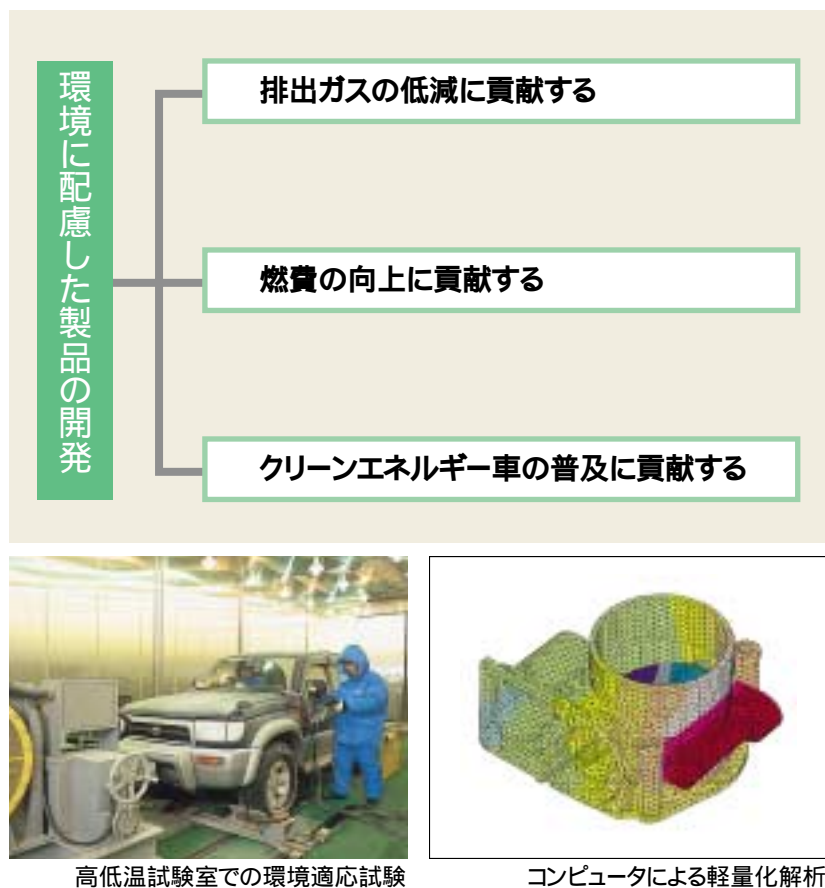 環境に配慮した製品の開発
排出ガスの低減に貢献する
燃費の向上に貢献する
クリーンエネルギー車の普及に貢献する
高低温試験室での環境適応試験
コンピュータによる軽量化解析